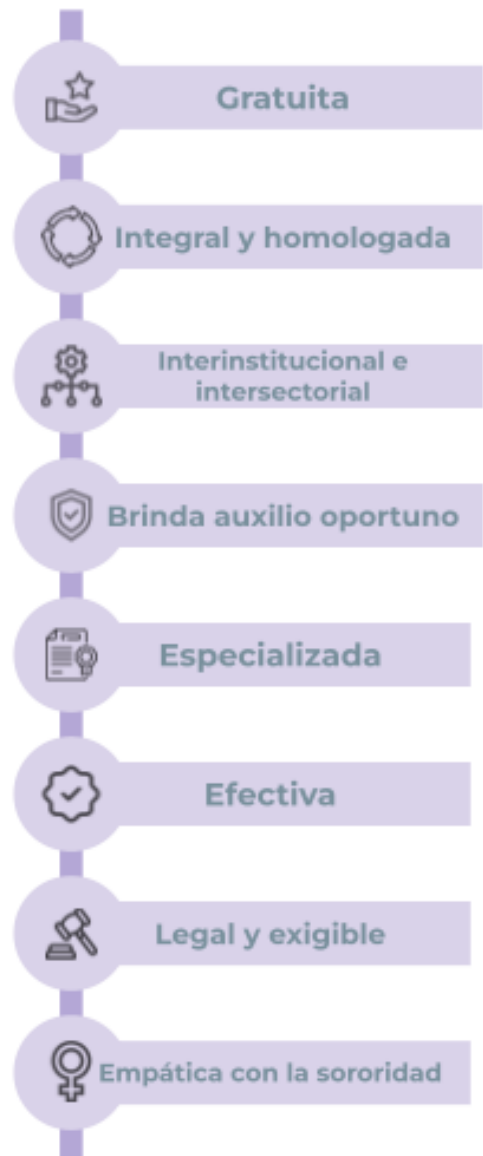 Gratuita
Integral y homologada
Interinstitucional e
intersectorial
Brinda auxilio oportuno
Especializada
Efectiva
Legal y exigible
Empática con la sororidad